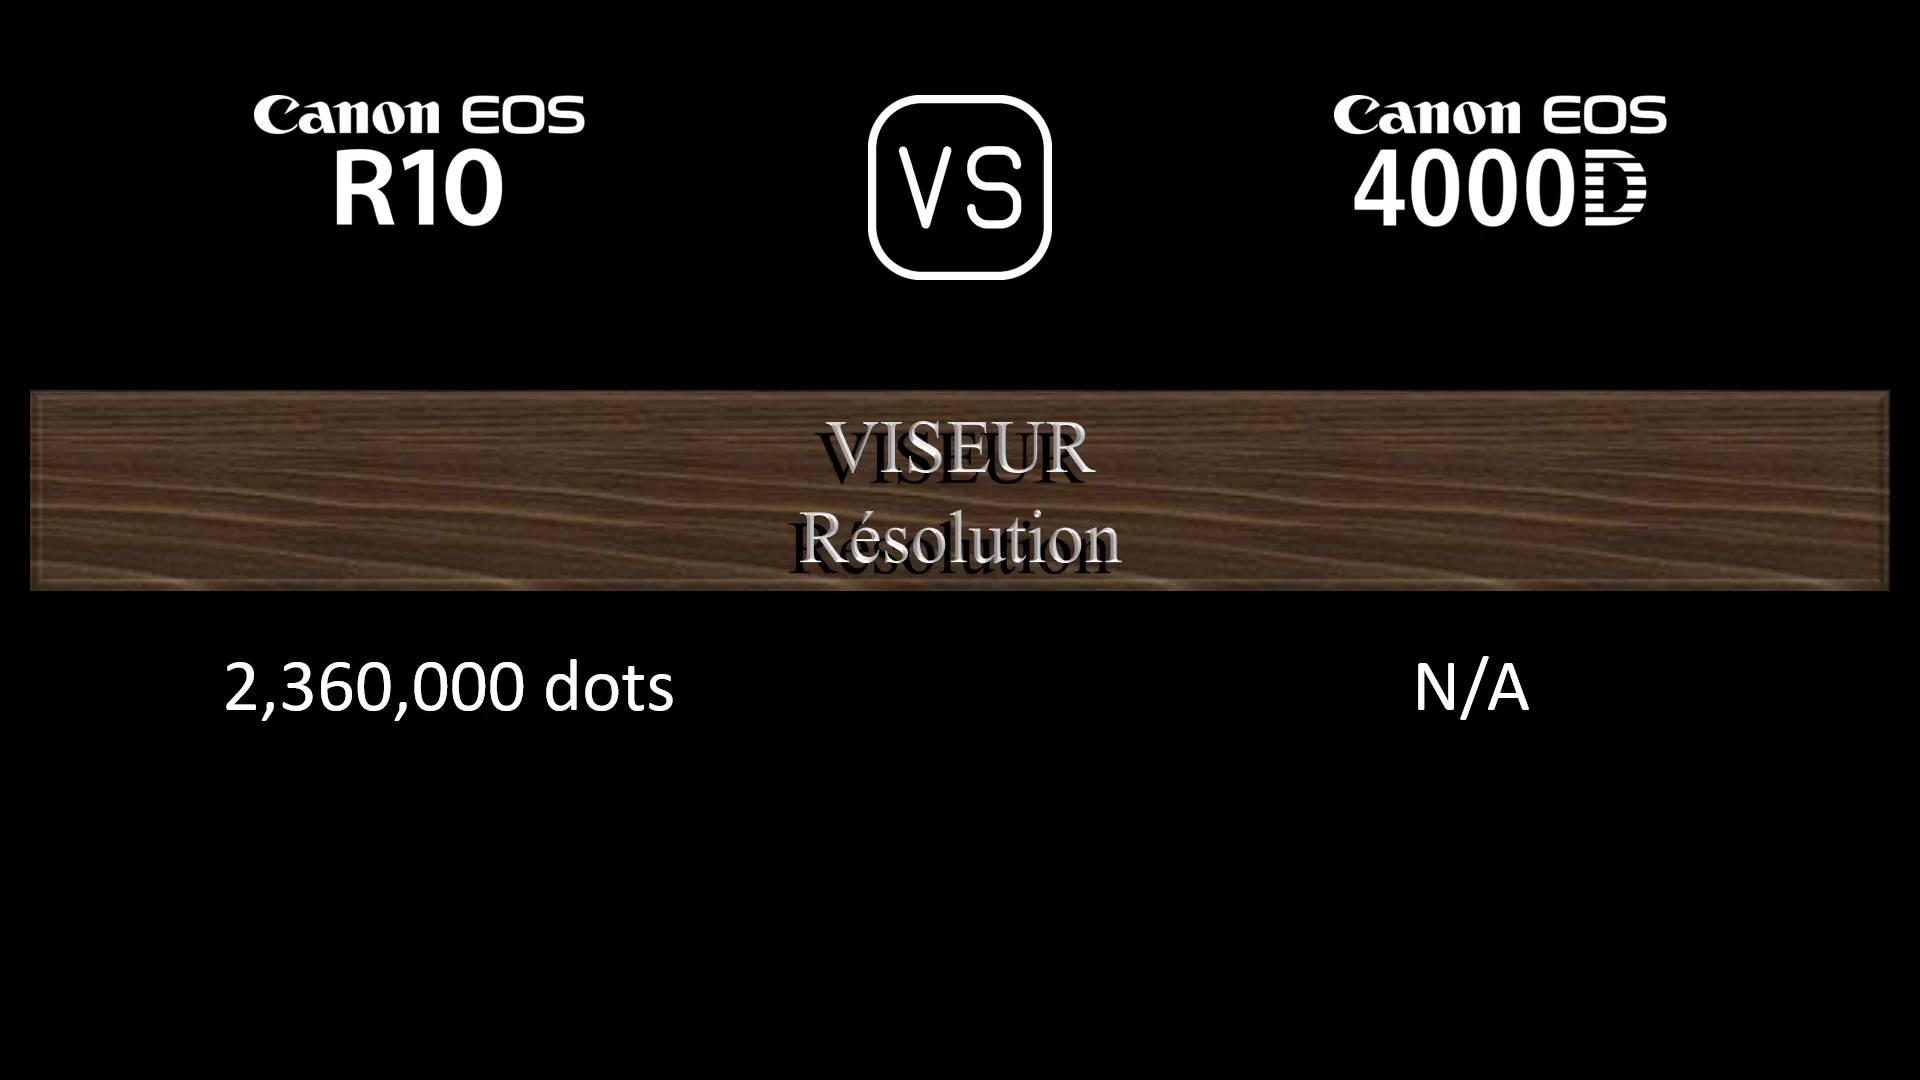 Canon EOS
R10
VS
Canon EOS
4000D
VISEUR
Résolution
2,360,000 dots
N/A